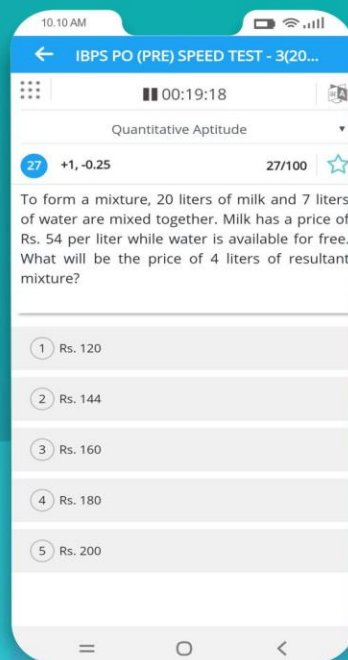 10.10 AM
IBPS PO (PRE) SPEED TEST - 3(20...
00:19:18
Quantitative Aptitude
27 +1, -0.25 27/100
To form a mixture, 20 liters of milk and 7 liters
of water are mixed together. Milk has a price of
Rs. 54 per liter while water is available for free.
What will be the price of 4 liters of resultant
mixture?
1 Rs. 120
2 Rs. 144
3 Rs. 160
4 Rs. 180
5 Rs. 200